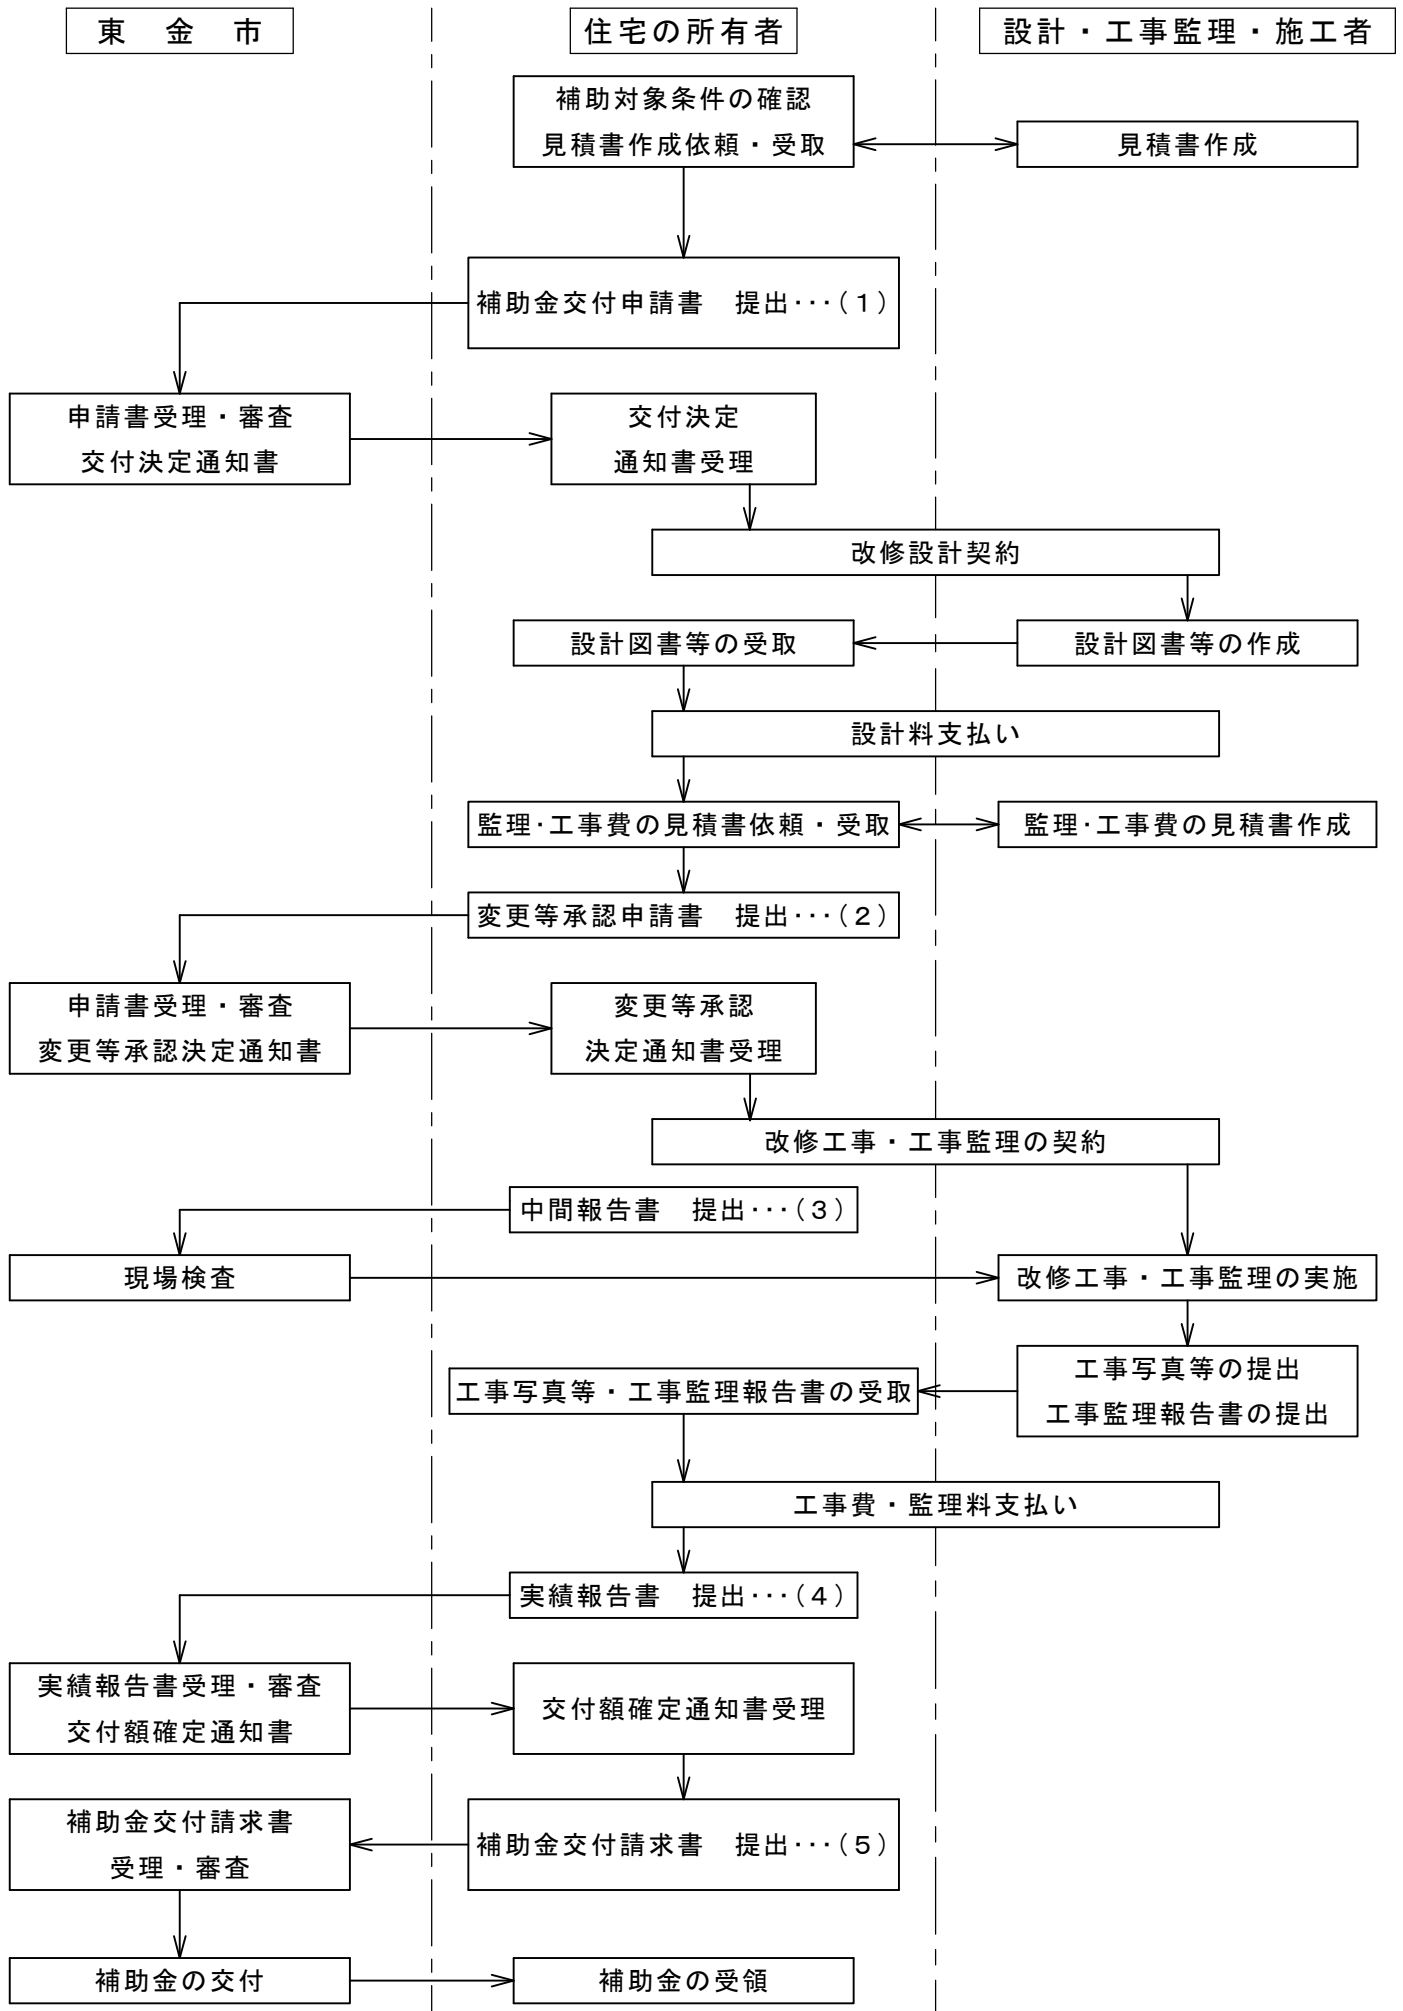 東　金　市
住宅の所有者
設計・工事監理・施工者
補助対象条件の確認
見積書作成依頼・受取
見積書作成
補助金交付申請書　提出…(１)
申請書受理・審査
交付決定通知書
交付決定
通知書受理
改修設計契約
設計図書等の受取
設計図書等の作成
設計料支払い
監理・工事費の見積書依頼・受取
監理・工事費の見積書作成
変更等承認申請書　提出…(２)
申請書受理・審査
変更等承認決定通知書
変更等承認
決定通知書受理
改修工事・工事監理の契約
中間報告書　提出…(３)
現場検査
改修工事・工事監理の実施
工事写真等の提出
工事監理報告書の提出
工事写真等・工事監理報告書の受取
工事費・監理料支払い
実績報告書　提出…(４)
実績報告書受理・審査
交付額確定通知書
交付額確定通知書受理
補助金交付請求書
受理・審査
補助金交付請求書　提出…(５)
補助金の交付
補助金の受領